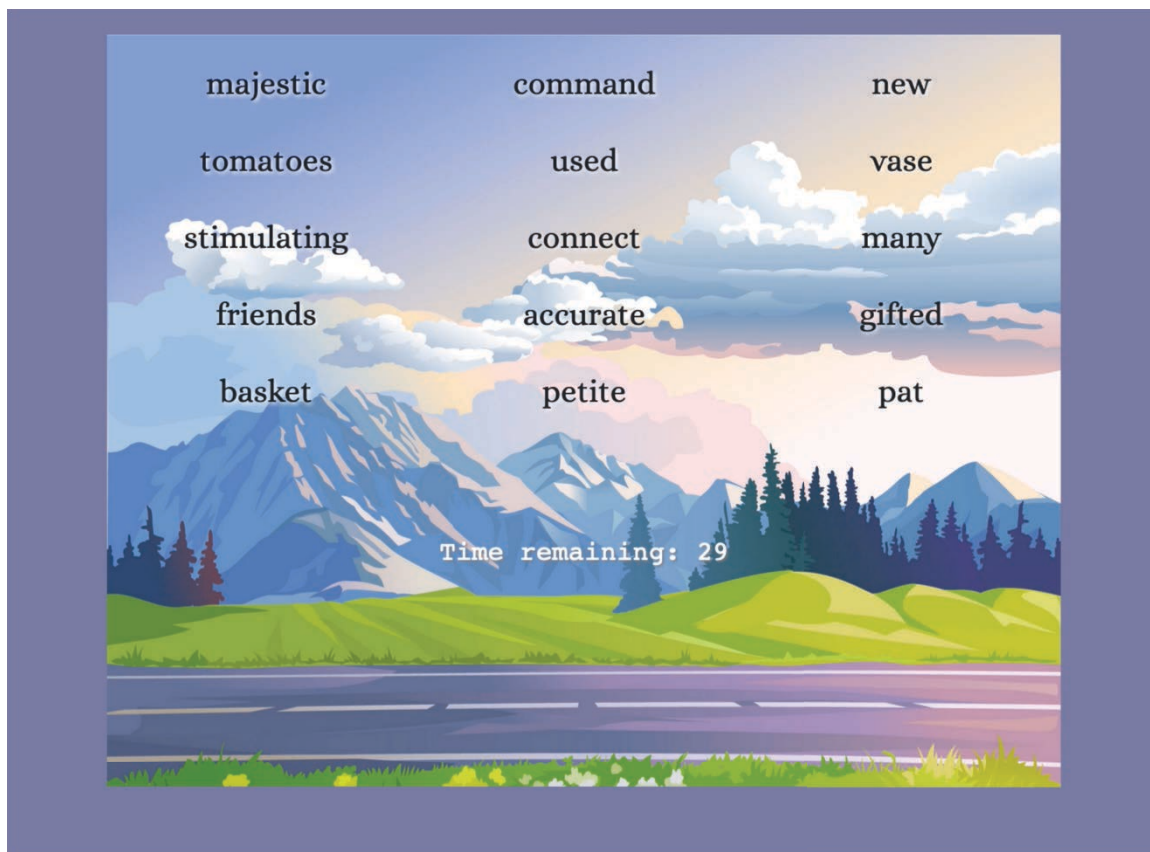 majestic command new
tomatoes used vase
stimulating connect many
friends accurate gifted
basket petite pat
Time remaining: 29